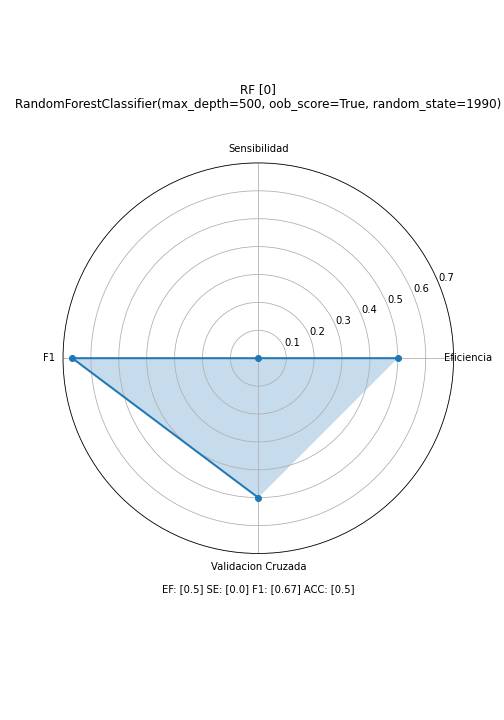 RF [0]
RandomForestClassifier(max_depth=500, oob_score=True, random_state=1990)
Sensibilidad
0.7
0.6
0.5
0.4
0.3
0.2
0.1
F1
Eficiencia
Validacion Cruzada
EF: [0.5] SE: [0.0] F1: [0.67] ACC: [0.5]